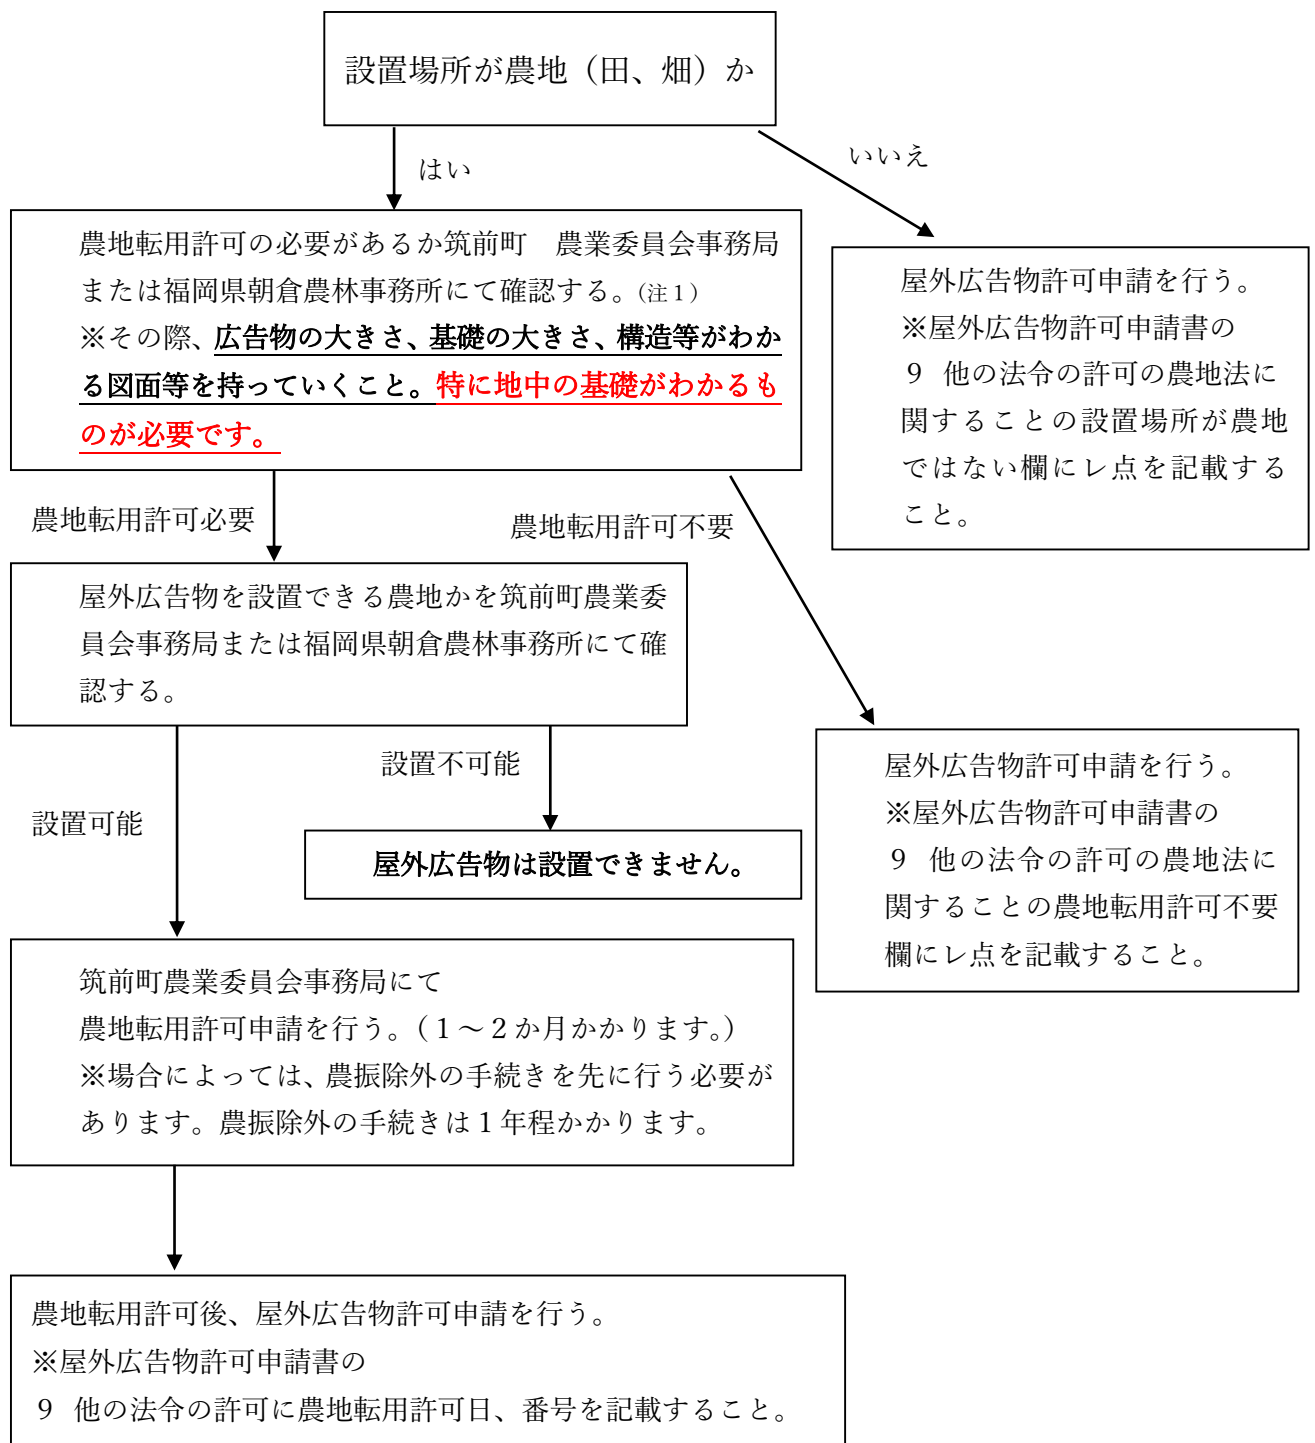 設置場所が農地（田、畑）か
はい
いいえ
農地転用許可の必要があるか筑前町　農業委員会事務局
または福岡県朝倉農林事務所にて確認する。（注１）
※その際、広告物の大きさ、基礎の大きさ、構造等がわか
る図面等を持っていくこと。特に地中の基礎がわかるも
のが必要です。
屋外広告物許可申請を行う。
※屋外広告物許可申請書の
９　他の法令の許可の農地法に
関することの設置場所が農地
ではない欄にレ点を記載する
こと。
農地転用許可必要
農地転用許可不要
屋外広告物を設置できる農地かを筑前町農業委
員会事務局または福岡県朝倉農林事務所にて確
認する。
設置不可能
設置可能
屋外広告物は設置できません。
屋外広告物許可申請を行う。
※屋外広告物許可申請書の
９　他の法令の許可の農地法に
関することの農地転用許可不要
欄にレ点を記載すること。
筑前町農業委員会事務局にて
農地転用許可申請を行う。（１～２か月かかります。）
※場合によっては、農振除外の手続きを先に行う必要が
あります。農振除外の手続きは１年程かかります。
農地転用許可後、屋外広告物許可申請を行う。
※屋外広告物許可申請書の
９　他の法令の許可に農地転用許可日、番号を記載すること。